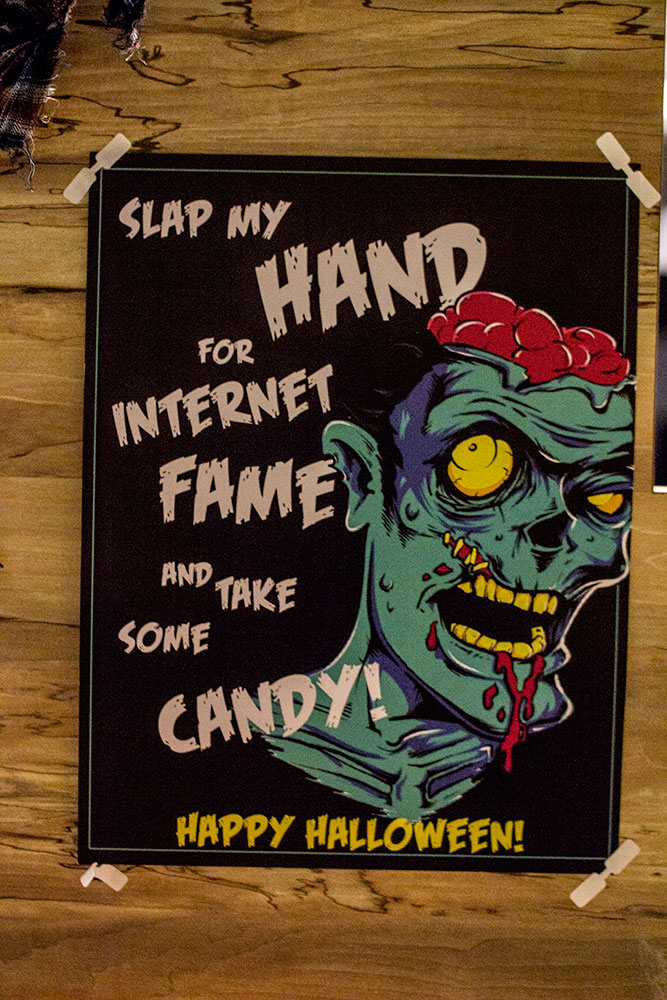 SLAP MY
HAND
FOR
INTERNET
FAME
AND TAKE
SOME
CANDY!
HAPPY HALLOWEEN!